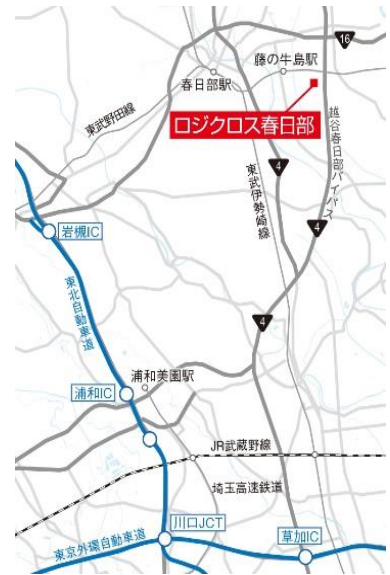 16
藤の牛島駅
春日部駅
東武野田線
ロジクロス春日部
越谷春日部バイパス
4
東武伊勢崎線
4
岩槻IC
東北自動車道
4
浦和美園駅
浦和IC
JR武蔵野線
埼玉高速鉄道
川口JCT
草加IC
東京外環自動車道